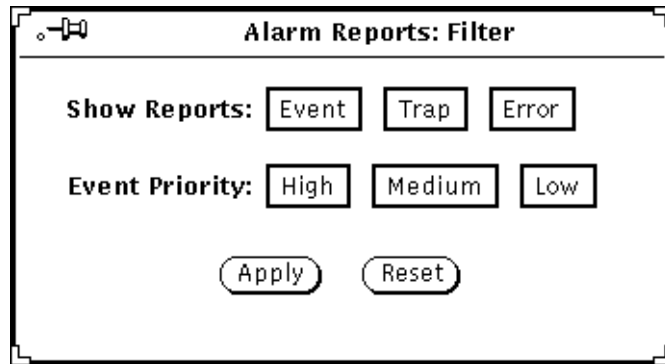 Alarm Reports: Filter
Show Reports: Event Trap Error
Event Priority: High Medium Low
Apply Reset